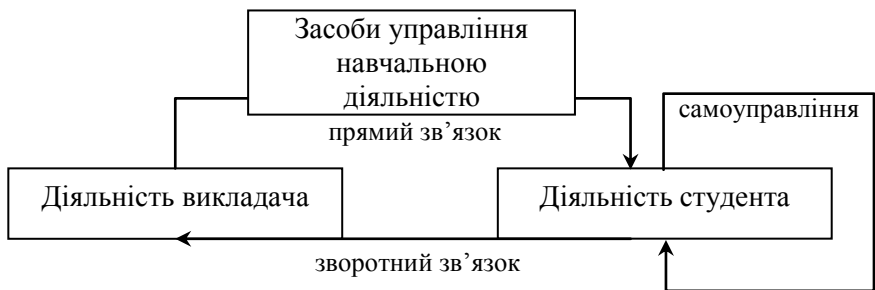 Засоби управління
навчальною
діяльністю
прямий зв’язок
самоуправління
Діяльність викладача
Діяльність студента
зворотний зв’язок